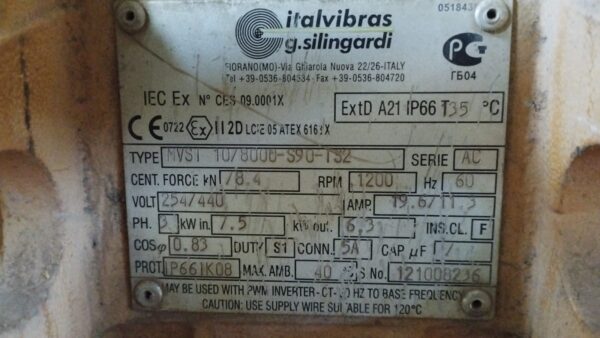 051843
italvibras
g.silingardi
FIORANO(MO)-Via Ghiarola Nuova 22/26-ITALY
Tel +39-0536-804634 - Fax +39-0536-804720
ГБ04
IEC Ex N° CES 09.0001X
ExtD A21 IP66 T135 °C
CE 0722 Ex II 2D LCIE 05 ATEX 6161X
TYPE MVSI 10/8000-S90-TS2 SERIE AC
CENT. FORCE kN 78.4 RPM 1200 Hz 60
VOLT 254/440 AMP. 19.6/11.3
PH. 3 kW in. 7.5 kW out. 6.3 INS.CL. F
COSφ 0.83 DUTY S1 CONN. 5A CAP μF /
PROT. IP66IK08 MAX. AMB. 40 °C S.No. 121008236
MAY BE USED WITH PWM INVERTER-CT- HZ TO BASE FREQUENCY
CAUTION: USE SUPPLY WIRE SUITABLE FOR 120°C